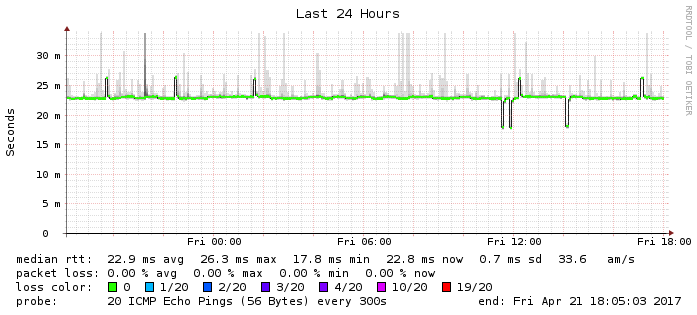 Last 24 Hours
RRDTOOL / TOBI OETIKER
Seconds
30 m
25 m
20 m
15 m
10 m
5 m
0
Fri 00:00 Fri 06:00 Fri 12:00 Fri 18:00
median rtt: 22.9 ms avg 26.3 ms max 17.8 ms min 22.8 ms now 0.7 ms sd 33.6 am/s
packet loss: 0.00 % avg 0.00 % max 0.00 % min 0.00 % now
loss color: 0 1/20 2/20 3/20 4/20 10/20 19/20
probe: 20 ICMP Echo Pings (56 Bytes) every 300s end: Fri Apr 21 18:05:03 2017